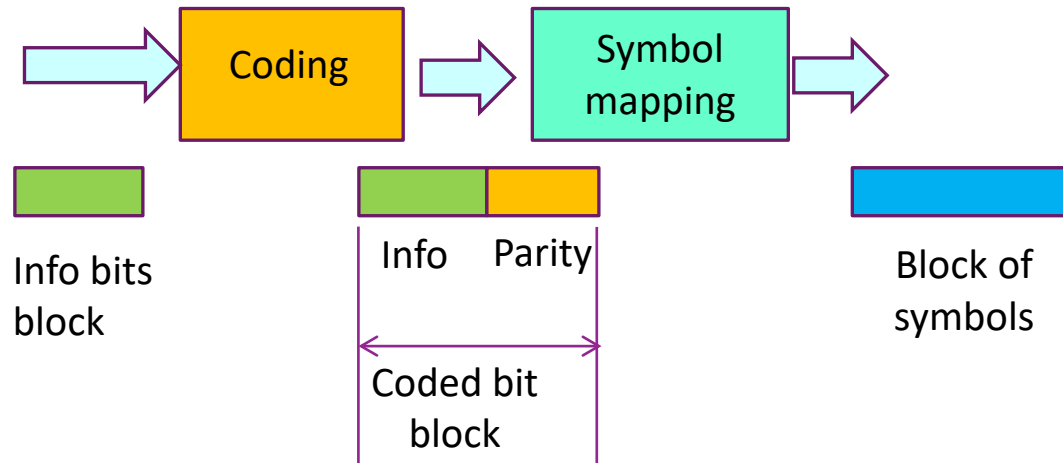 Coding
Symbol
mapping
Info bits
block
Info
Parity
Coded bit
block
Block of
symbols